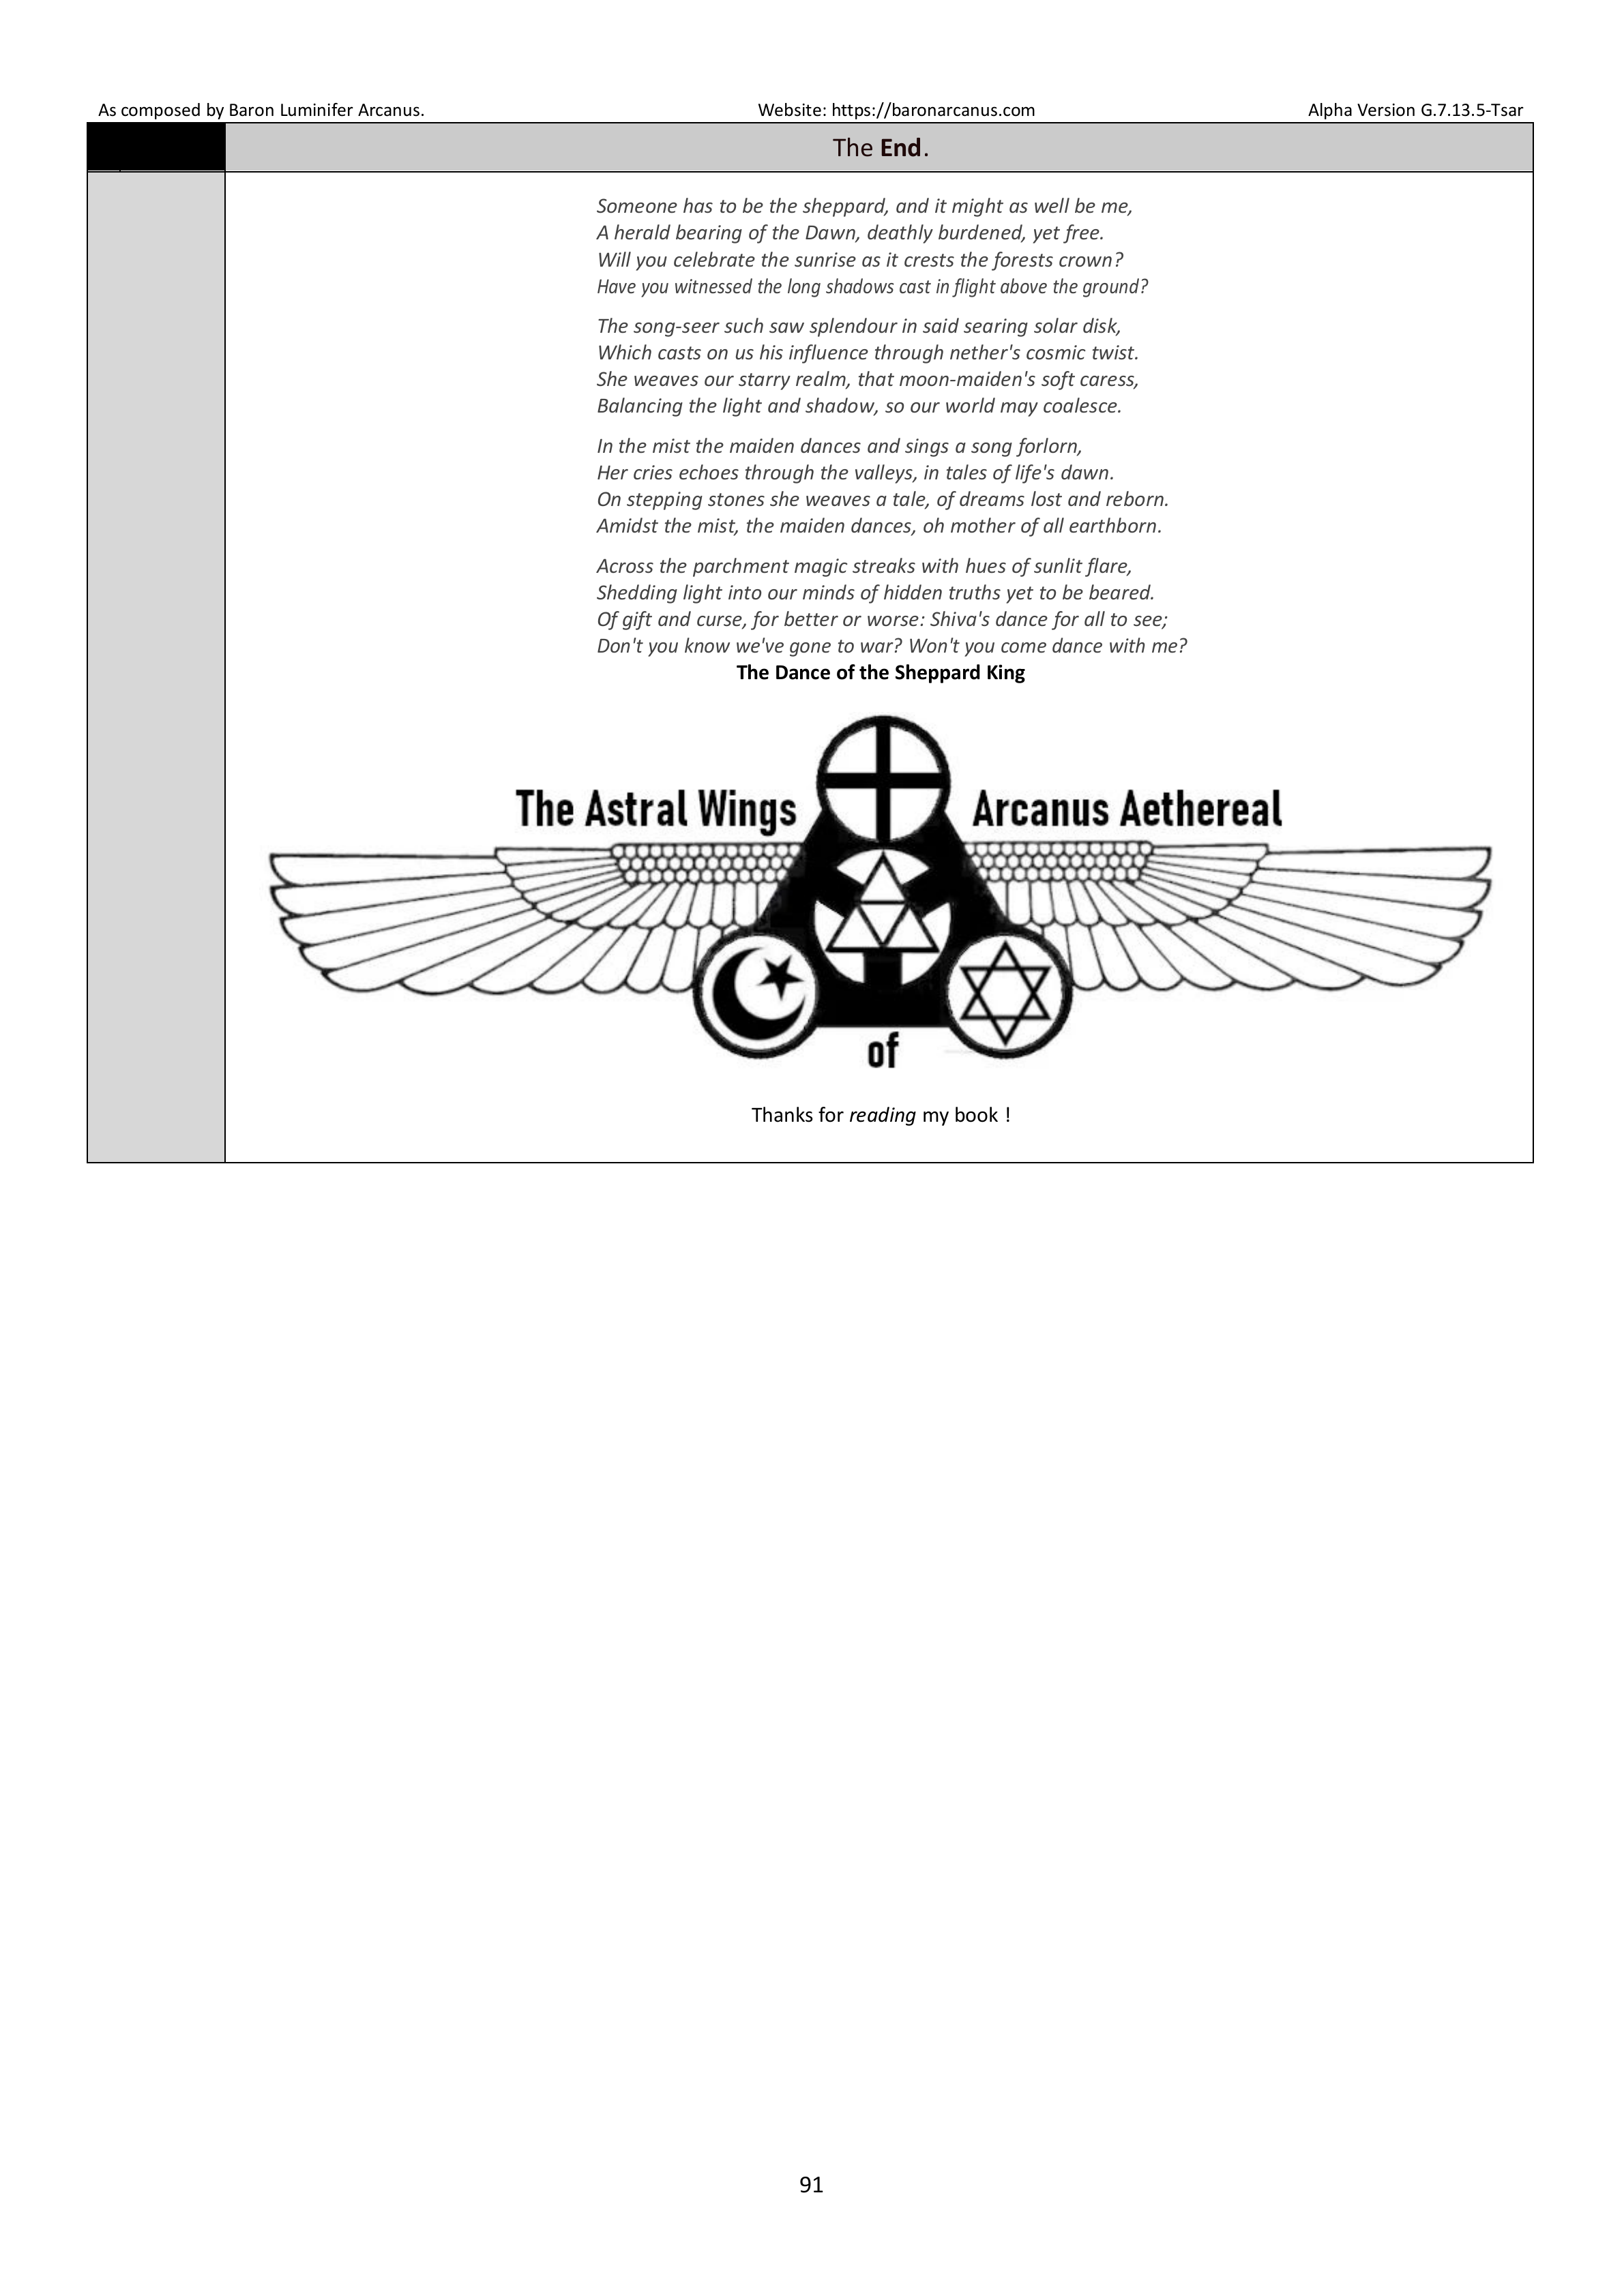 As composed by Baron Luminifer Arcanus. Website: https://baronarcanus.com Alpha Version G.7.13.5-Tsar
The End.
Someone has to be the sheppard, and it might as well be me,
A herald bearing of the Dawn, deathly burdened, yet free.
Will you celebrate the sunrise as it crests the forests crown?
Have you witnessed the long shadows cast in flight above the ground?
The song-seer such saw splendour in said searing solar disk,
Which casts on us his influence through nether's cosmic twist.
She weaves our starry realm, that moon-maiden's soft caress,
Balancing the light and shadow, so our world may coalesce.
In the mist the maiden dances and sings a song forlorn,
Her cries echoes through the valleys, in tales of life's dawn.
On stepping stones she weaves a tale, of dreams lost and reborn.
Amidst the mist, the maiden dances, oh mother of all earthborn.
Across the parchment magic streaks with hues of sunlit flare,
Shedding light into our minds of hidden truths yet to be beared.
Of gift and curse, for better or worse: Shiva's dance for all to see;
Don't you know we've gone to war? Won't you come dance with me?
The Dance of the Sheppard King
The Astral Wings Arcanus Aethereal
of
Thanks for reading my book !
91